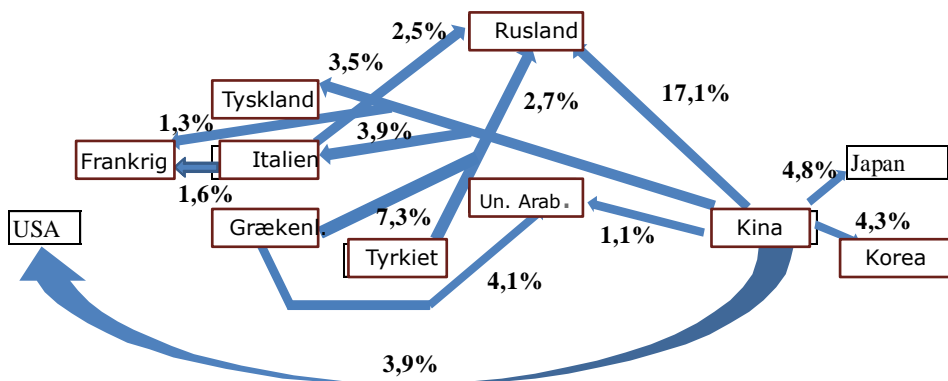 2,5%
Rusland
3,5%
Tyskland
2,7%
17,1%
1,3%
3,9%
Frankrig
Italien
4,8%
Japan
1,6%
Un. Arab.
USA
Græken.
7,3%
1,1%
Kina
4,3%
Tyrkiet
Korea
4,1%
3,9%